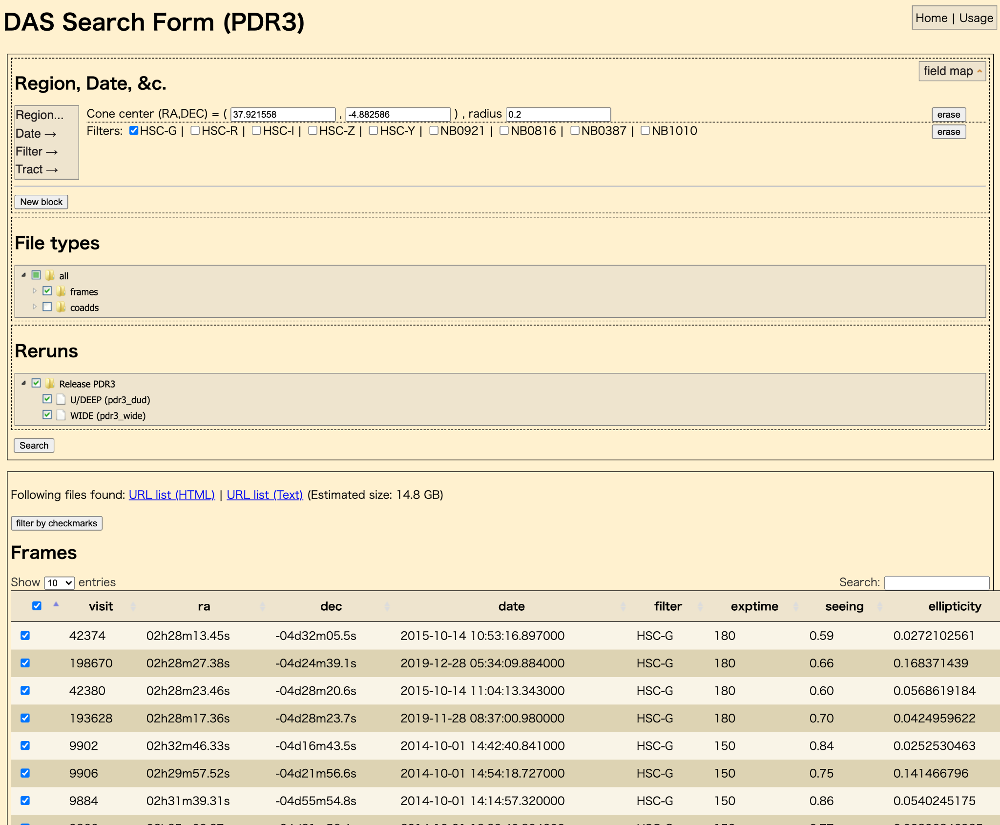 DAS Search Form (PDR3)
Home | Usage
field map
Region, Date, &c.
Region...
Date →
Filter →
Tract →
Cone center (RA,DEC) = ( 37.921558 , -4.882586 ) , radius 0.2 erase
Filters: HSC-G | HSC-R | HSC-I | HSC-Z | HSC-Y | NB0921 | NB0816 | NB0387 | NB1010 erase
New block
File types
all
frames
coadds
Reruns
Release PDR3
U/DEEP (pdr3_dud)
WIDE (pdr3_wide)
Search
Following files found: URL list (HTML) | URL list (Text) (Estimated size: 14.8 GB)
filter by checkmarks
Frames
Show 10 entries Search:
visit ra dec date filter exptime seeing ellipticity
42374 02h28m13.45s -04d32m05.5s 2015-10-14 10:53:16.897000 HSC-G 180 0.59 0.0272102561
198670 02h28m27.38s -04d24m39.1s 2019-12-28 05:34:09.884000 HSC-G 180 0.66 0.168371439
42380 02h28m23.46s -04d28m20.6s 2015-10-14 11:04:13.343000 HSC-G 180 0.60 0.0568619184
193628 02h28m17.36s -04d28m23.7s 2019-11-28 08:37:00.980000 HSC-G 180 0.70 0.0424959622
9902 02h32m46.33s -04d16m43.5s 2014-10-01 14:42:40.841000 HSC-G 150 0.84 0.0252530463
9906 02h29m57.52s -04d21m56.6s 2014-10-01 14:54:18.727000 HSC-G 150 0.75 0.141466796
9884 02h31m39.31s -04d55m54.8s 2014-10-01 14:14:57.320000 HSC-G 150 0.86 0.0540245175